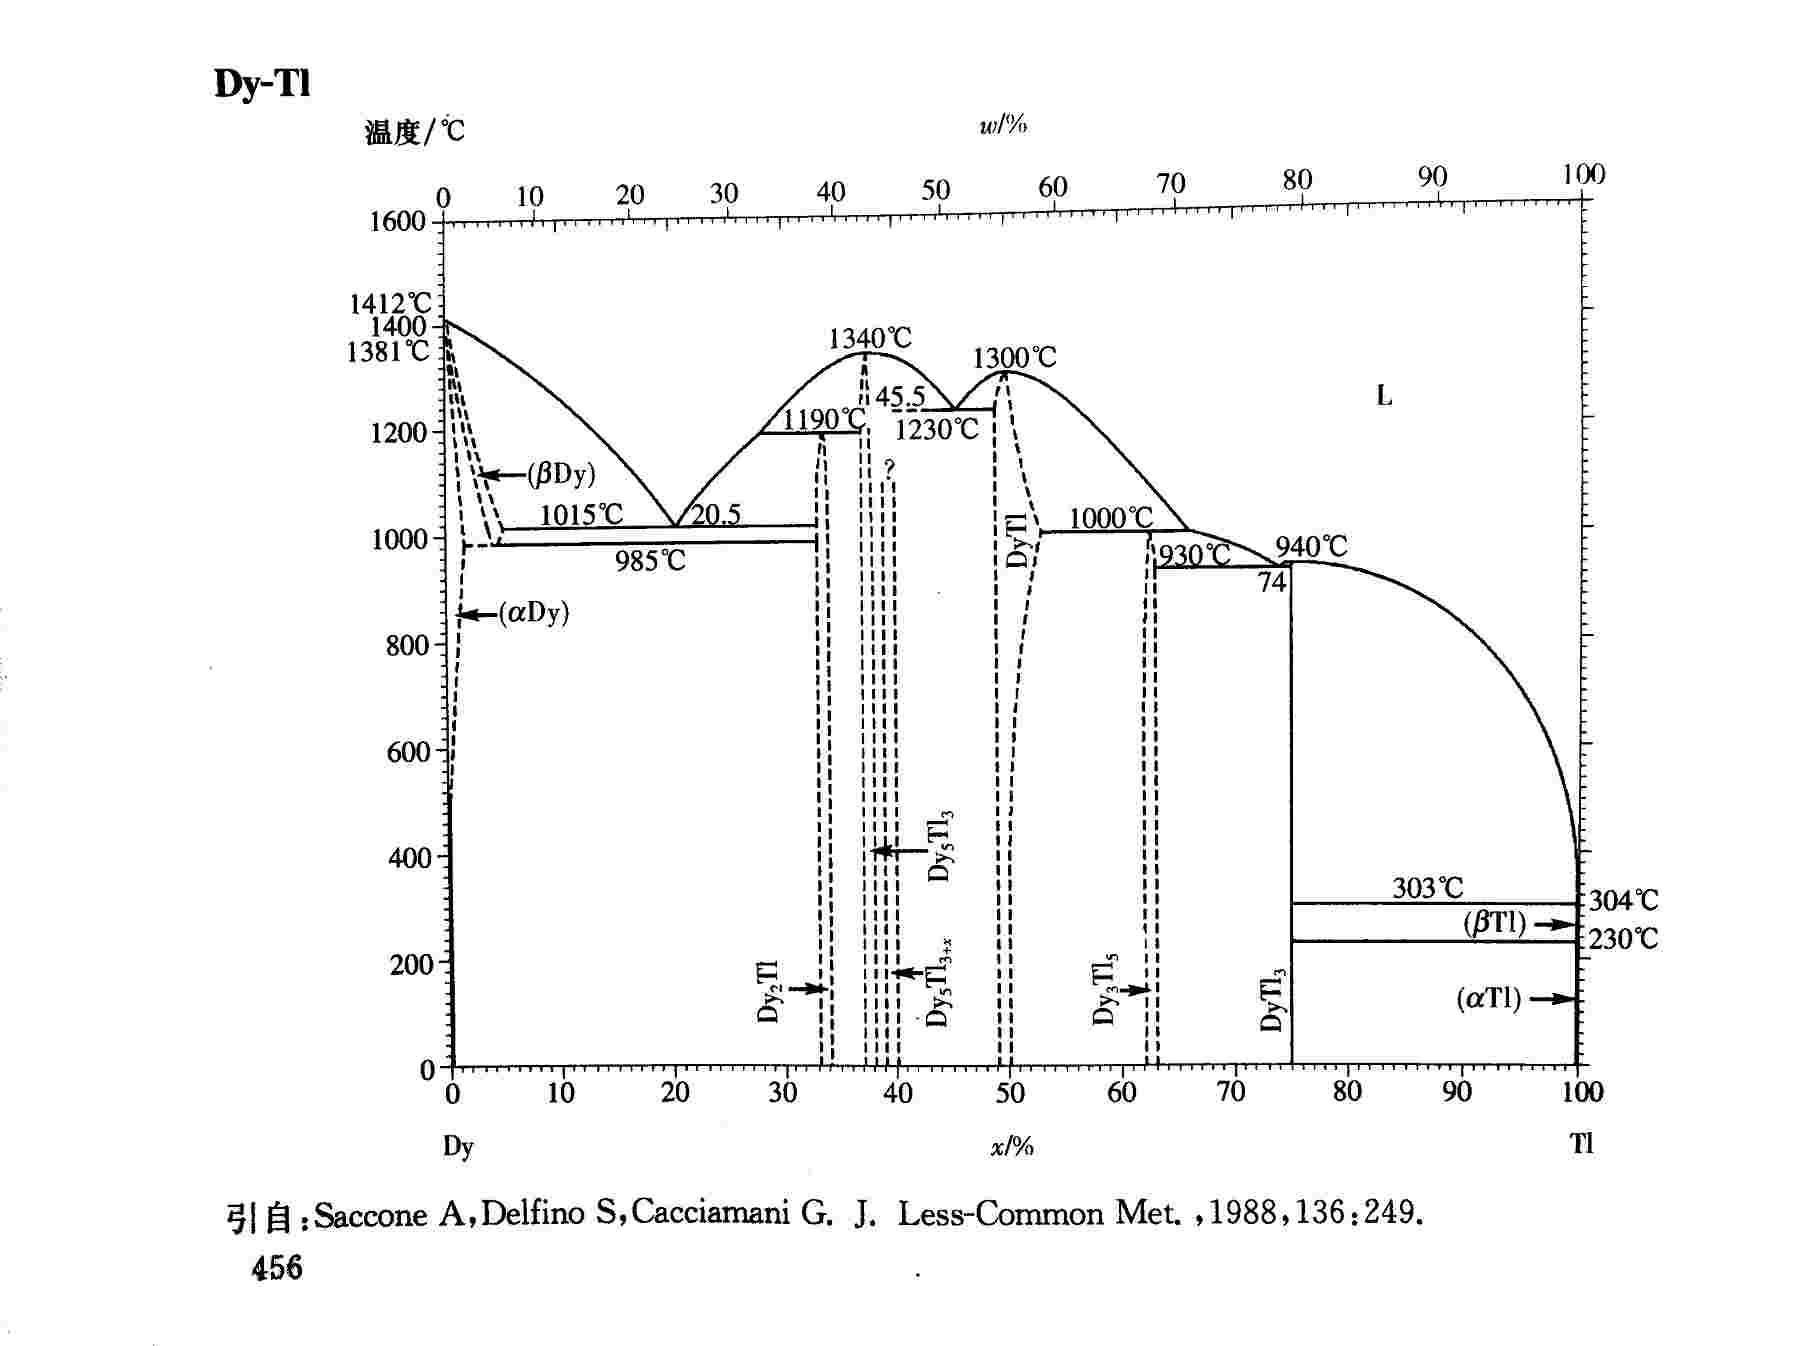 Dy-Tl
温度/℃
w/%
0 10 20 30 40 50 60 70 80 90 100
1600
1412℃
1400
1381℃
1340℃
1300℃
L
45.5
1190℃
1230℃
1200
?
(βDy)
1015℃ 20.5
DyTl
1000℃
1000
985℃
930℃ 940℃
74
(αDy)
800
600
Dy₅Tl₃
400
303℃
304℃
(βTl)
230℃
200
Dy₂Tl
Dy₅Tl₃₊ₓ
Dy₃Tl₅
DyTl₃
(αTl)
0
0 10 20 30 40 50 60 70 80 90 100
Dy x/% Tl
引自:Saccone A,Delfino S,Cacciamani G. J. Less-Common Met. ,1988,136:249.
456